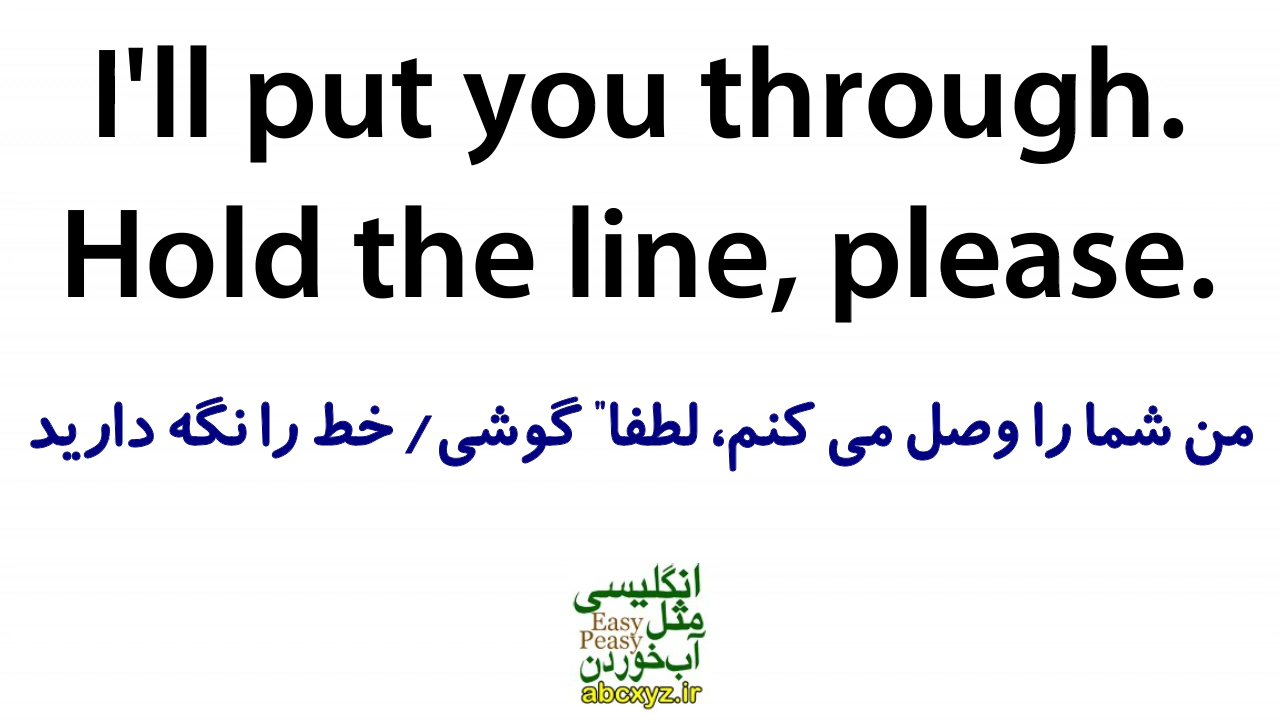 I'll put you through.
Hold the line, please.
من شما را وصل می کنم، لطفا" گوشی/ خط را نگه دارید
انگلیسی
مثل
Easy
Peasy
آب‌خوردن
abcxyz.ir